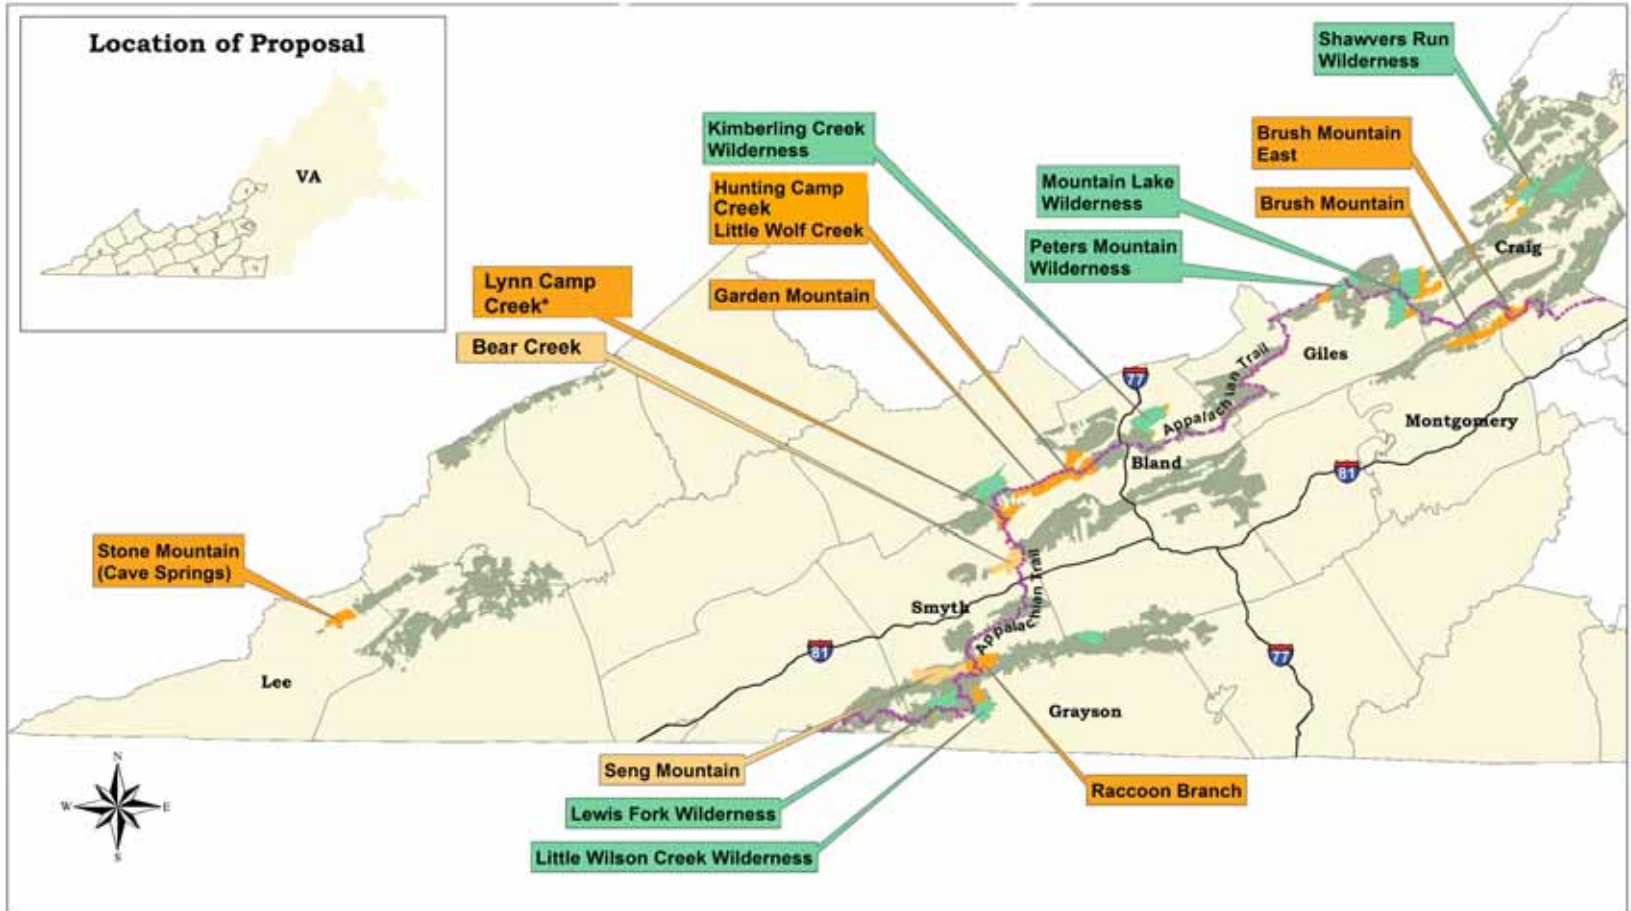 Location of Proposal
VA
Shawvers Run
Wilderness
Kimberling Creek
Wilderness
Brush Mountain
East
Mountain Lake
Wilderness
Brush Mountain
Hunting Camp
Creek
Little Wolf Creek
Peters Mountain
Wilderness
Craig
Lynn Camp
Creek*
Garden Mountain
Bear Creek
Giles
77
Appalachian Trail
Montgomery
Bland
81
Stone Mountain
(Cave Springs)
Appalachian Trail
Smyth
81
77
Lee
Grayson
N
W
E
S
Seng Mountain
Raccoon Branch
Lewis Fork Wilderness
Little Wilson Creek Wilderness